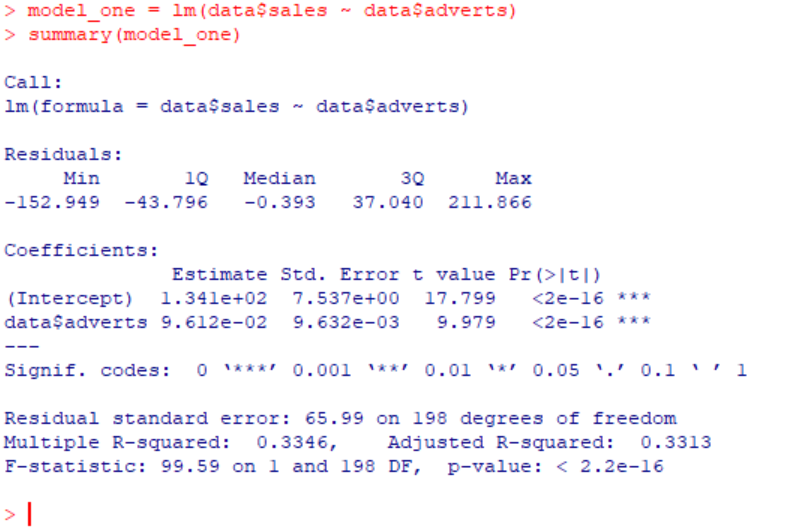 > model_one = lm(data$sales ~ data$adverts)
> summary(model_one)
Call:
lm(formula = data$sales ~ data$adverts)
Residuals:
     Min       1Q   Median       3Q      Max
-152.949  -43.796   -0.393   37.040  211.866
Coefficients:
              Estimate Std. Error t value Pr(>|t|)
(Intercept)  1.341e+02  7.537e+00  17.799   <2e-16 ***
data$adverts 9.612e-02  9.632e-03   9.979   <2e-16 ***
---
Signif. codes:  0 ‘***’ 0.001 ‘**’ 0.01 ‘*’ 0.05 ‘.’ 0.1 ‘ ’ 1
Residual standard error: 65.99 on 198 degrees of freedom
Multiple R-squared:  0.3346,    Adjusted R-squared:  0.3313
F-statistic: 99.59 on 1 and 198 DF,  p-value: < 2.2e-16
>